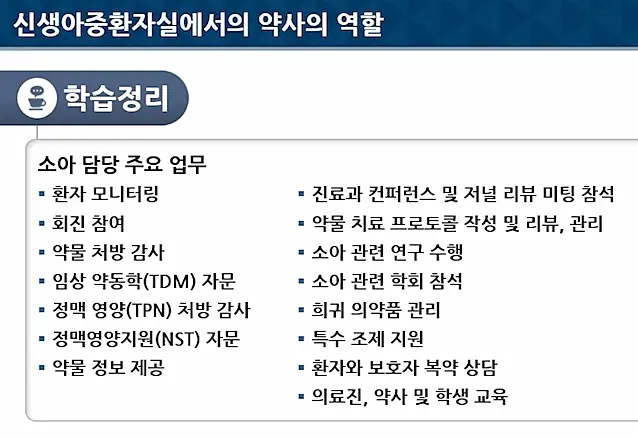 신생아중환자실에서의 약사의 역할
학습정리
소아 담당 주요 업무
▪ 환자 모니터링
▪ 회진 참여
▪ 약물 처방 감사
▪ 임상 약동학(TDM) 자문
▪ 정맥 영양(TPN) 처방 감사
▪ 정맥영양지원(NST) 자문
▪ 약물 정보 제공
▪ 진료과 컨퍼런스 및 저널 리뷰 미팅 참석
▪ 약물 치료 프로토콜 작성 및 리뷰, 관리
▪ 소아 관련 연구 수행
▪ 소아 관련 학회 참석
▪ 희귀 의약품 관리
▪ 특수 조제 지원
▪ 환자와 보호자 복약 상담
▪ 의료진, 약사 및 학생 교육